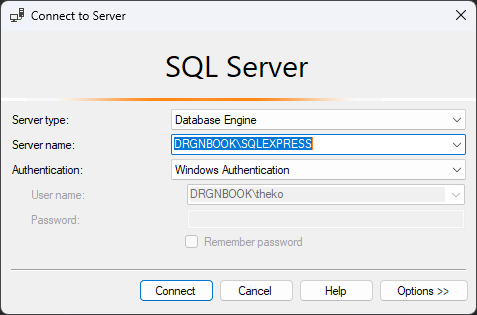 Connect to Server
SQL Server
Server type: Database Engine
Server name: DRGNBOOK\SQLEXPRESS
Authentication: Windows Authentication
User name: DRGNBOOK\theko
Password:
Remember password
Connect Cancel Help Options >>